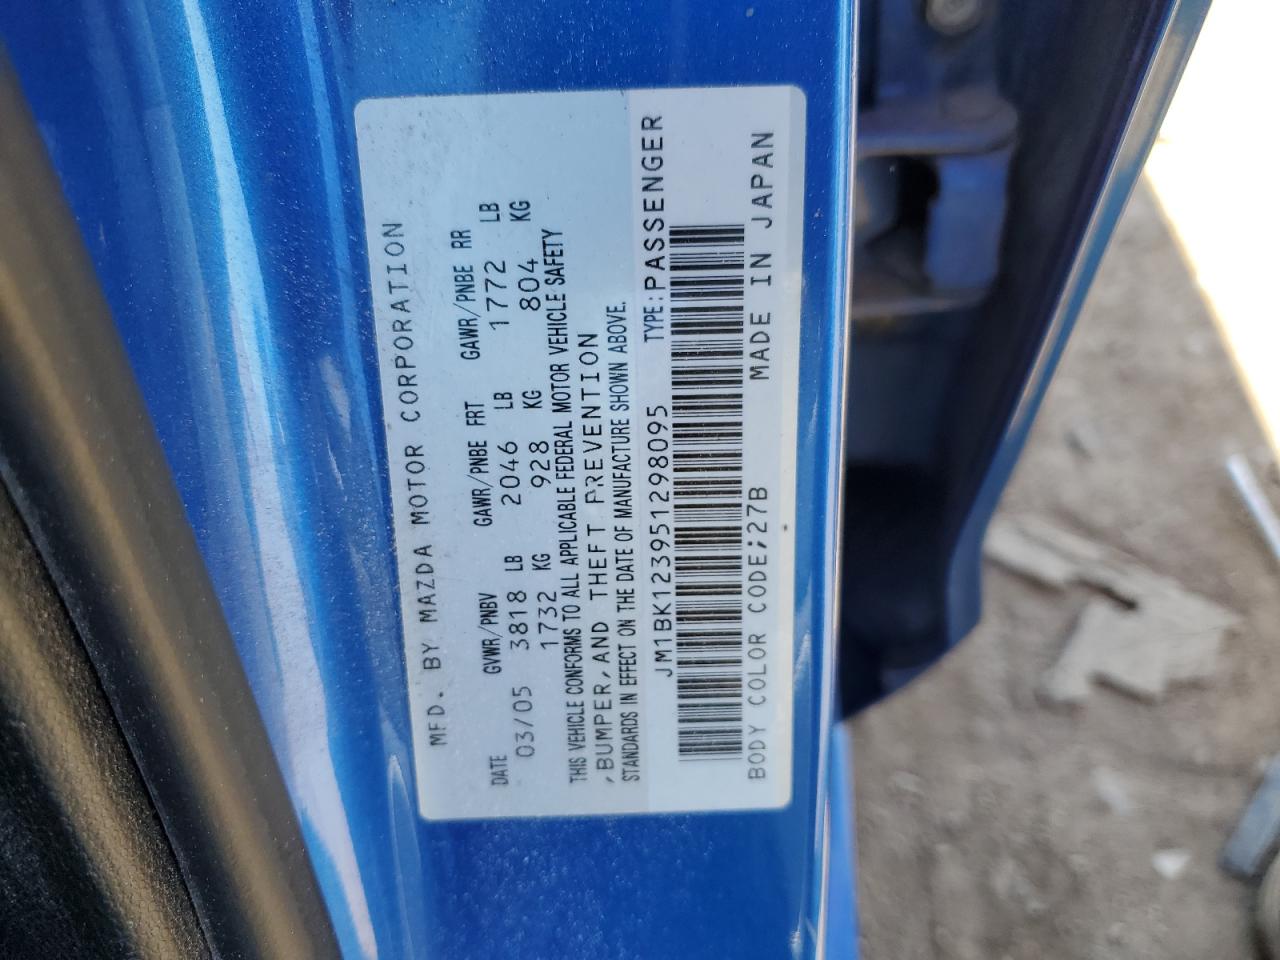 MFD. BY MAZDA MOTOR CORPORATION
DATE GVWR/PNBV GAWR/PNBE FRT GAWR/PNBE RR
03/05 3818 LB 2046 LB 1772 LB
1732 KG 928 KG 804 KG
THIS VEHICLE CONFORMS TO ALL APPLICABLE FEDERAL MOTOR VEHICLE SAFETY
,BUMPER,AND THEFT PREVENTION
STANDARDS IN EFFECT ON THE DATE OF MANUFACTURE SHOWN ABOVE.
JM1BK123951298095 TYPE:PASSENGER
BODY COLOR CODE;27B MADE IN JAPAN